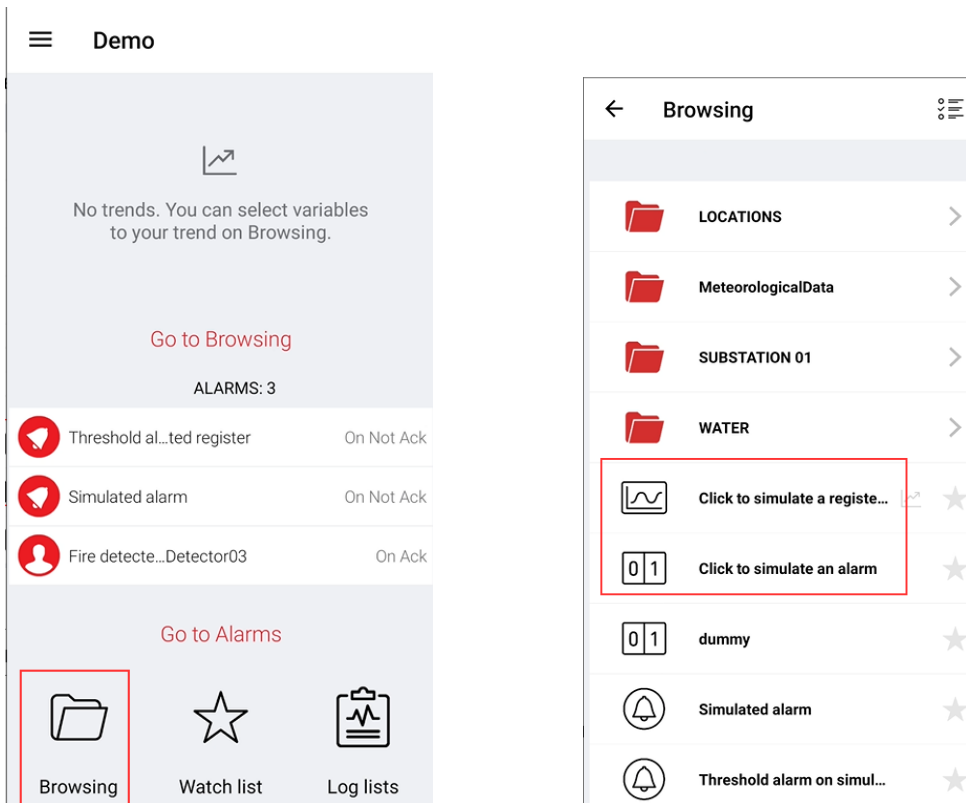 Demo
No trends. You can select variables
to your trend on Browsing.
Go to Browsing
ALARMS: 3
Threshold al...ted register On Not Ack
Simulated alarm On Not Ack
Fire detecte...Detector03 On Ack
Go to Alarms
Browsing Watch list Log lists
Browsing
LOCATIONS
MeteorologicalData
SUBSTATION 01
WATER
Click to simulate a registe...
0 1 Click to simulate an alarm
0 1 dummy
Simulated alarm
Threshold alarm on simul...